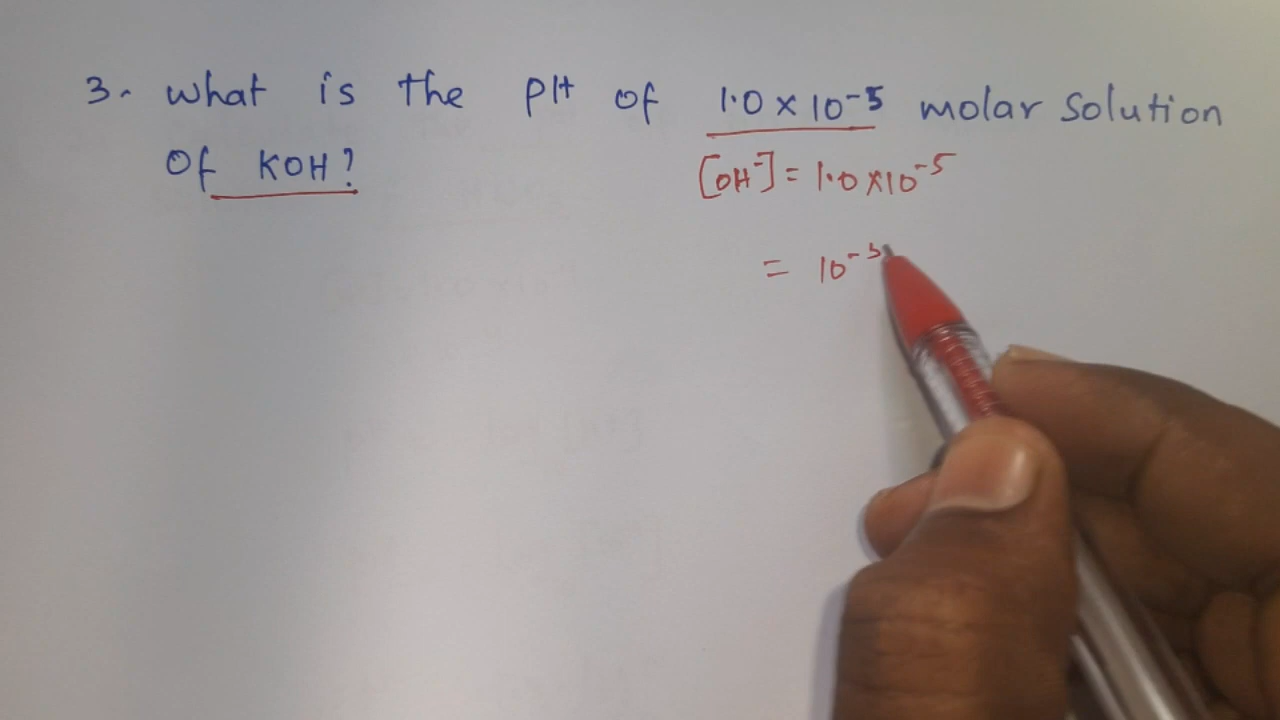 3. What is the pH of 1.0 × 10⁻⁵ molar solution
of KOH?
[OH⁻] = 1.0 × 10⁻⁵
= 10⁻⁵